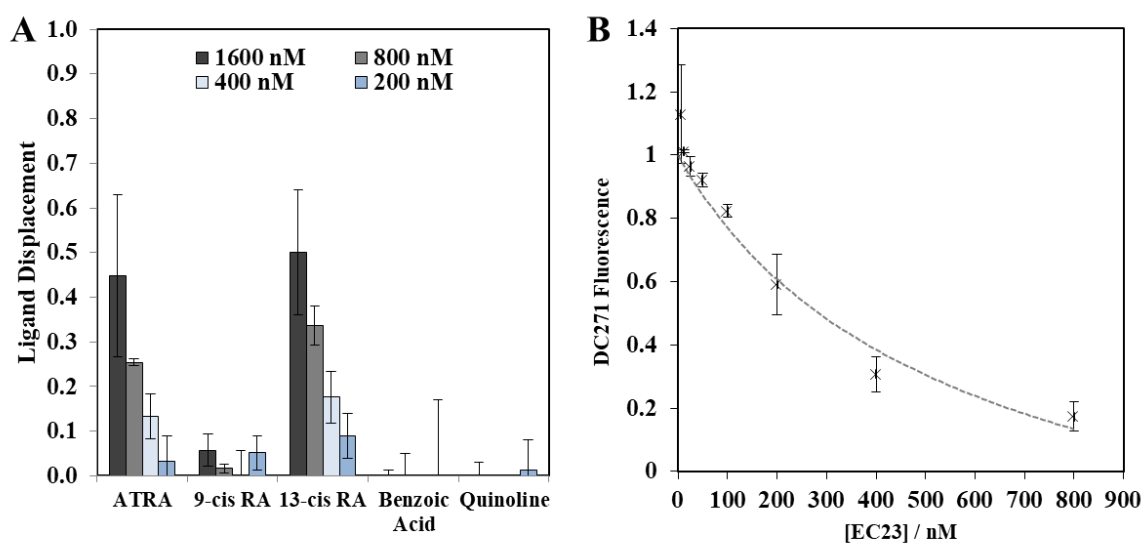 A
1.0
0.9
0.8
0.7
0.6
0.5
0.4
0.3
0.2
0.1
0.0
Ligand Displacement
1600 nM
800 nM
400 nM
200 nM
ATRA
9-cis RA
13-cis RA
Benzoic
Acid
Quinoline
B
1.4
1.2
1
0.8
0.6
0.4
0.2
0
DC271 Fluorescence
0 100 200 300 400 500 600 700 800 900
[EC23] / nM